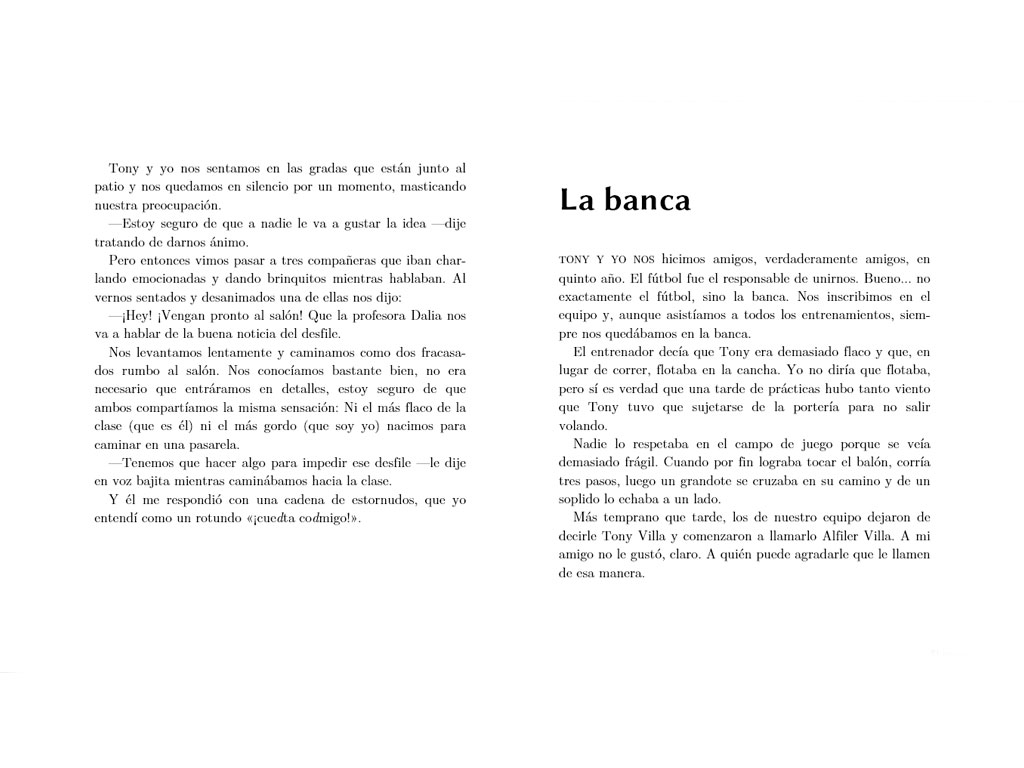 Tony y yo nos sentamos en las gradas que están junto al
patio y nos quedamos en silencio por un momento, masticando
nuestra preocupación.
—Estoy seguro de que a nadie le va a gustar la idea —dije
tratando de darnos ánimo.
Pero entonces vimos pasar a tres compañeras que iban char-
lando emocionadas y dando brinquitos mientras hablaban. Al
vernos sentados y desanimados una de ellas nos dijo:
—¡Hey! ¡Vengan pronto al salón! Que la profesora Dalia nos
va a hablar de la buena noticia del desfile.
Nos levantamos lentamente y caminamos como dos fracasa-
dos rumbo al salón. Nos conocíamos bastante bien, no era
necesario que entráramos en detalles, estoy seguro de que
ambos compartíamos la misma sensación: Ni el más flaco de la
clase (que es él) ni el más gordo (que soy yo) nacimos para
caminar en una pasarela.
—Tenemos que hacer algo para impedir ese desfile —le dije
en voz bajita mientras caminábamos hacia la clase.
Y él me respondió con una cadena de estornudos, que yo
entendí como un rotundo «¡cuedta codmigo!».
La banca
TONY Y YO NOS hicimos amigos, verdaderamente amigos, en
quinto año. El fútbol fue el responsable de unirnos. Bueno... no
exactamente el fútbol, sino la banca. Nos inscribimos en el
equipo y, aunque asistíamos a todos los entrenamientos, siem-
pre nos quedábamos en la banca.
El entrenador decía que Tony era demasiado flaco y que, en
lugar de correr, flotaba en la cancha. Yo no diría que flotaba,
pero sí es verdad que una tarde de prácticas hubo tanto viento
que Tony tuvo que sujetarse de la portería para no salir
volando.
Nadie lo respetaba en el campo de juego porque se veía
demasiado frágil. Cuando por fin lograba tocar el balón, corría
tres pasos, luego un grandote se cruzaba en su camino y de un
soplido lo echaba a un lado.
Más temprano que tarde, los de nuestro equipo dejaron de
decirle Tony Villa y comenzaron a llamarlo Alfiler Villa. A mi
amigo no le gustó, claro. A quién puede agradarle que le llamen
de esa manera.